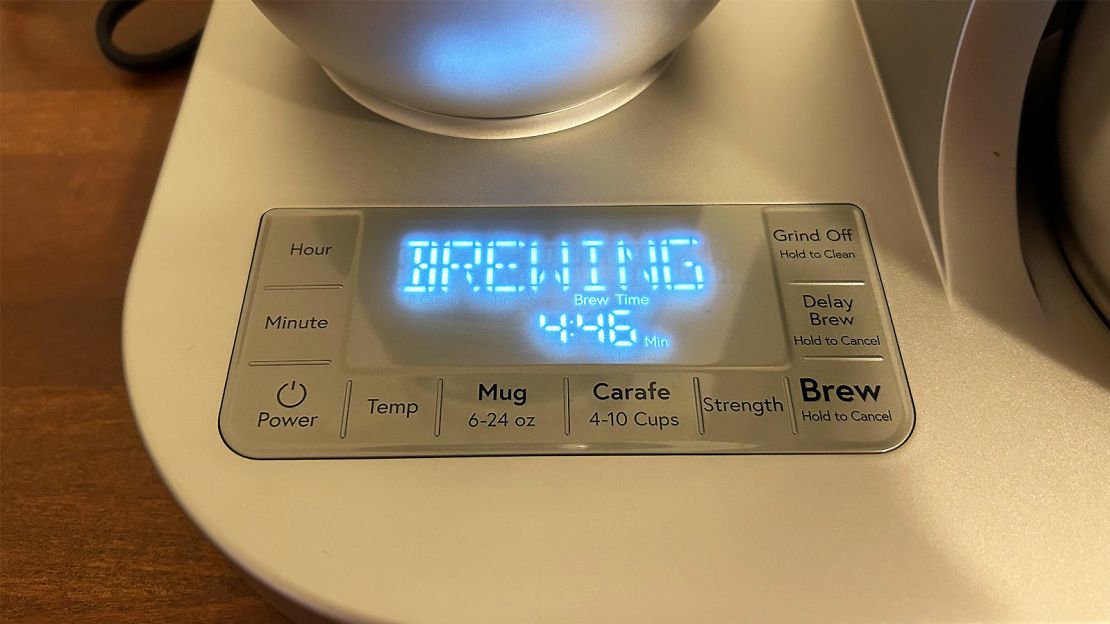 Hour
BREWING
Grind Off
Hold to Clean
Minute
Brew Time
4:46 Min
Delay
Brew
Hold to Cancel
Power
Temp
Mug
6-24 oz
Carafe
4-10 Cups
Strength
Brew
Hold to Cancel